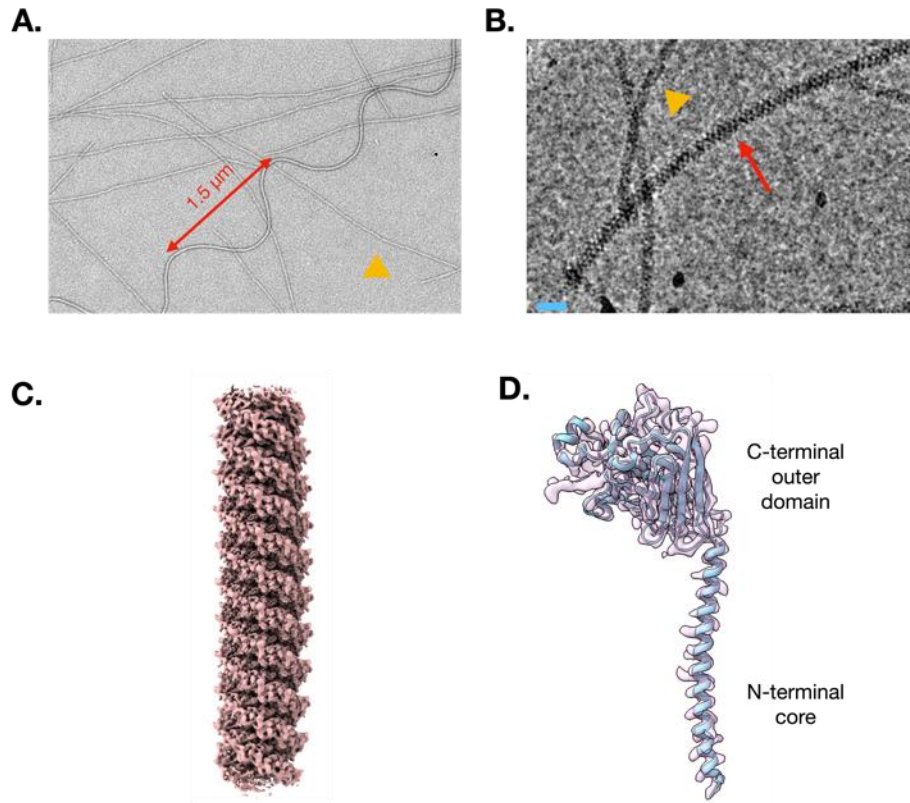 A.
B.
1.5 μm
C.
D.
C-terminal
outer
domain
N-terminal
core